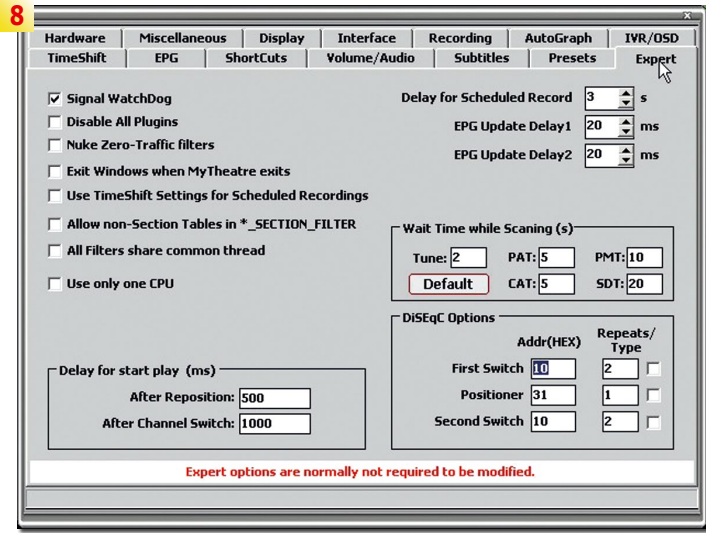 8
x
Hardware Miscellaneous Display Interface Recording AutoGraph IVR/OSD
TimeShift EPG ShortCuts Volume/Audio Subtitles Presets Expert
Signal WatchDog
Disable All Plugins
Nuke Zero-Traffic filters
Exit Windows when MyTheatre exits
Use TimeShift Settings for Scheduled Recordings
Allow non-Section Tables in *_SECTION_FILTER
All Filters share common thread
Use only one CPU
Delay for Scheduled Record 3 s
EPG Update Delay1 20 ms
EPG Update Delay2 20 ms
Wait Time while Scaning (s)
Tune: 2 PAT: 5 PMT: 10
Default CAT: 5 SDT: 20
DiSEqC Options
Addr(HEX) Repeats/
Type
First Switch 10 2
Positioner 31 1
Second Switch 10 2
Delay for start play (ms)
After Reposition: 500
After Channel Switch: 1000
Expert options are normally not required to be modified.